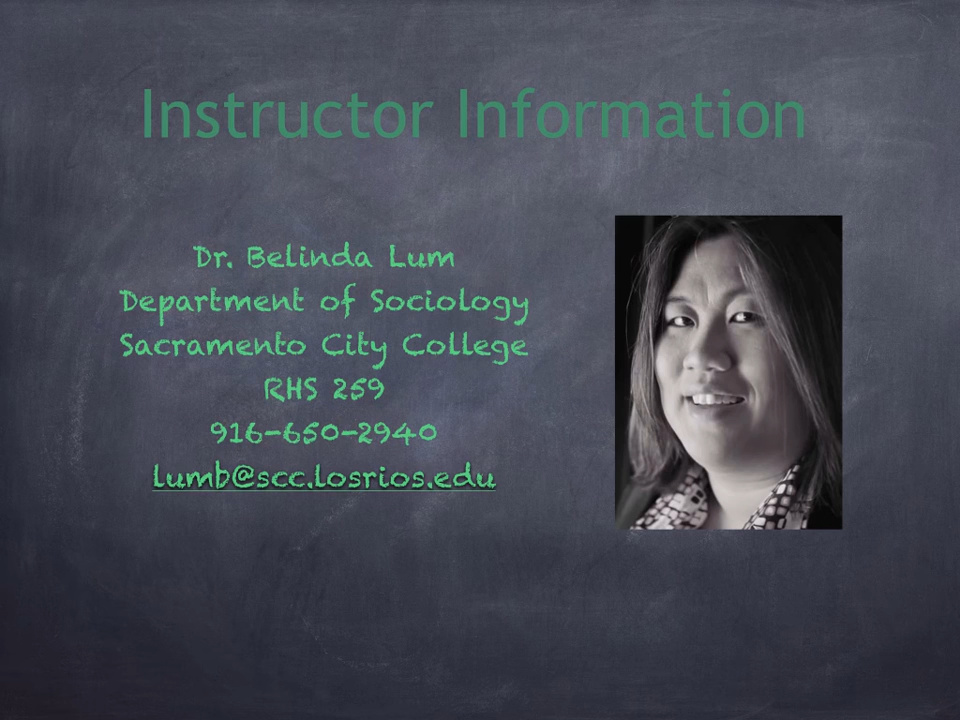 Instructor Information
Dr. Belinda Lum
Department of Sociology
Sacramento City College
RHS 259
916-650-2940
lumb@scc.losrios.edu